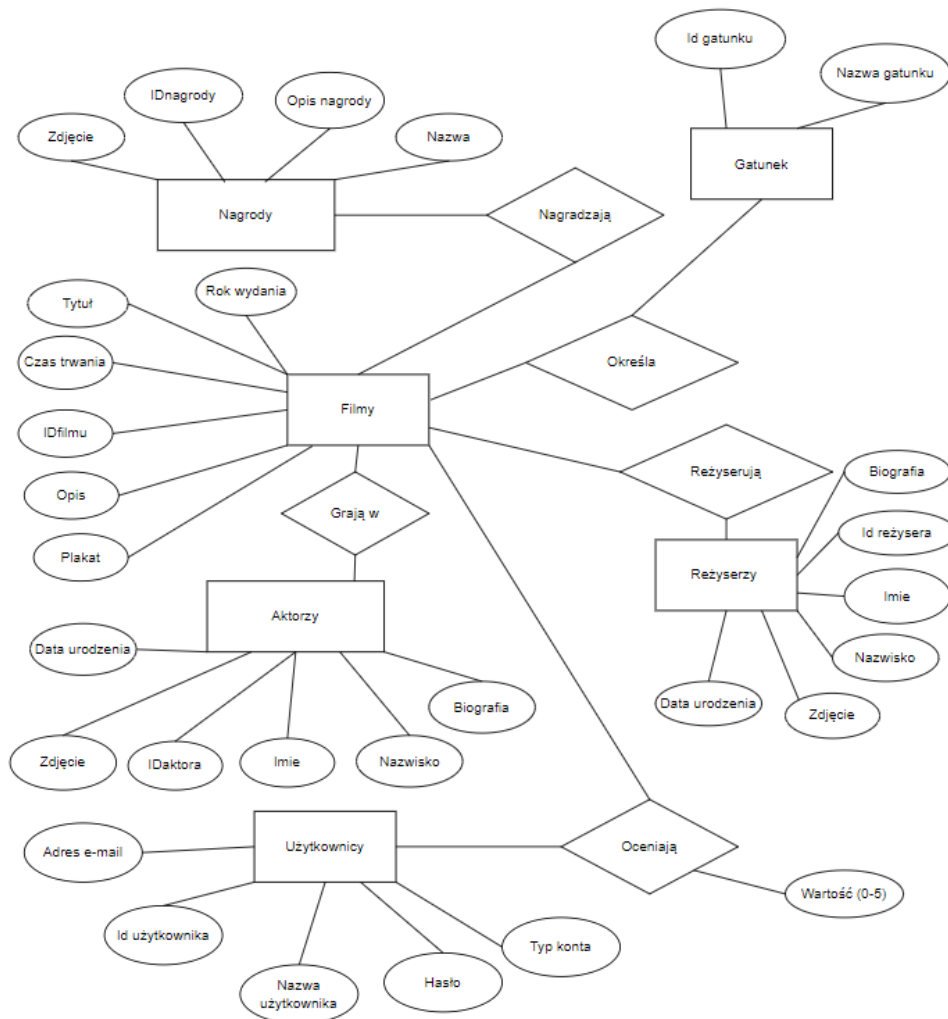 Id gatunku
Nazwa gatunku
IDnagrody
Opis nagrody
Zdjęcie
Nazwa
Gatunek
Nagrody
Nagradzają
Rok wydania
Tytuł
Czas trwania
Określa
Filmy
IDfilmu
Reżyserują
Biografia
Opis
Grają w
Id reżysera
Plakat
Reżyserzy
Imie
Aktorzy
Data urodzenia
Nazwisko
Biografia
Data urodzenia
Zdjęcie
Zdjęcie
IDaktora
Imie
Nazwisko
Użytkownicy
Oceniają
Adres e-mail
Wartość (0-5)
Id użytkownika
Typ konta
Hasło
Nazwa
użytkownika